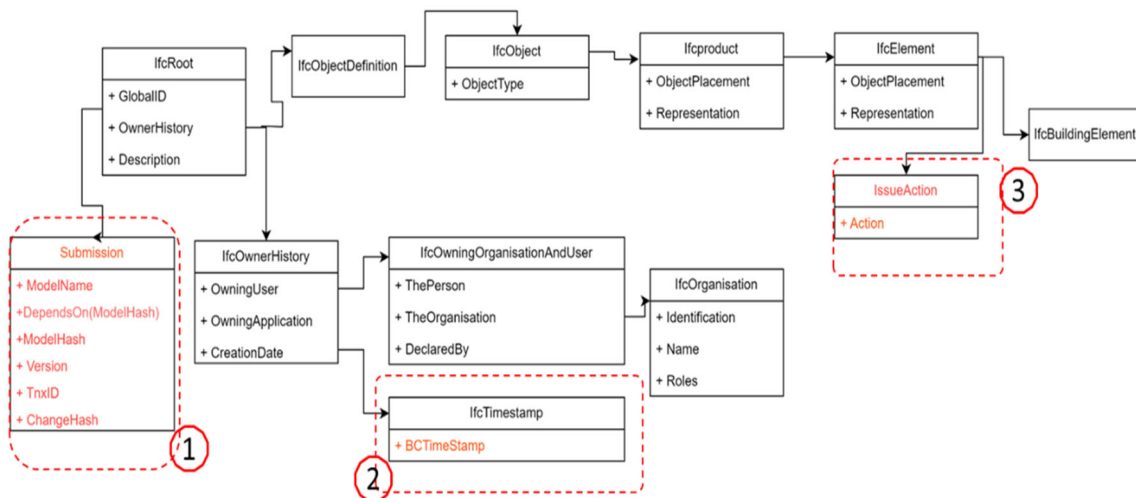 IfcRoot
+ GlobalID
+ OwnerHistory
+ Description
IfcObjectDefinition
IfcObject
+ ObjectType
Ifcproduct
+ ObjectPlacement
+ Representation
IfcElement
+ ObjectPlacement
+ Representation
IfcBuildingElement
IssueAction
+ Action
3
Submission
+ ModelName
+DependsOn(ModelHash)
+ModelHash
+ Version
+ TnxID
+ ChangeHash
1
IfcOwnerHistory
+ OwningUser
+ OwningApplication
+ CreationDate
IfcOwningOrganisationAndUser
+ ThePerson
+ TheOrganisation
+ DeclaredBy
IfcOrganisation
+ Identification
+ Name
+ Roles
IfcTimestamp
+ BCTimeStamp
2